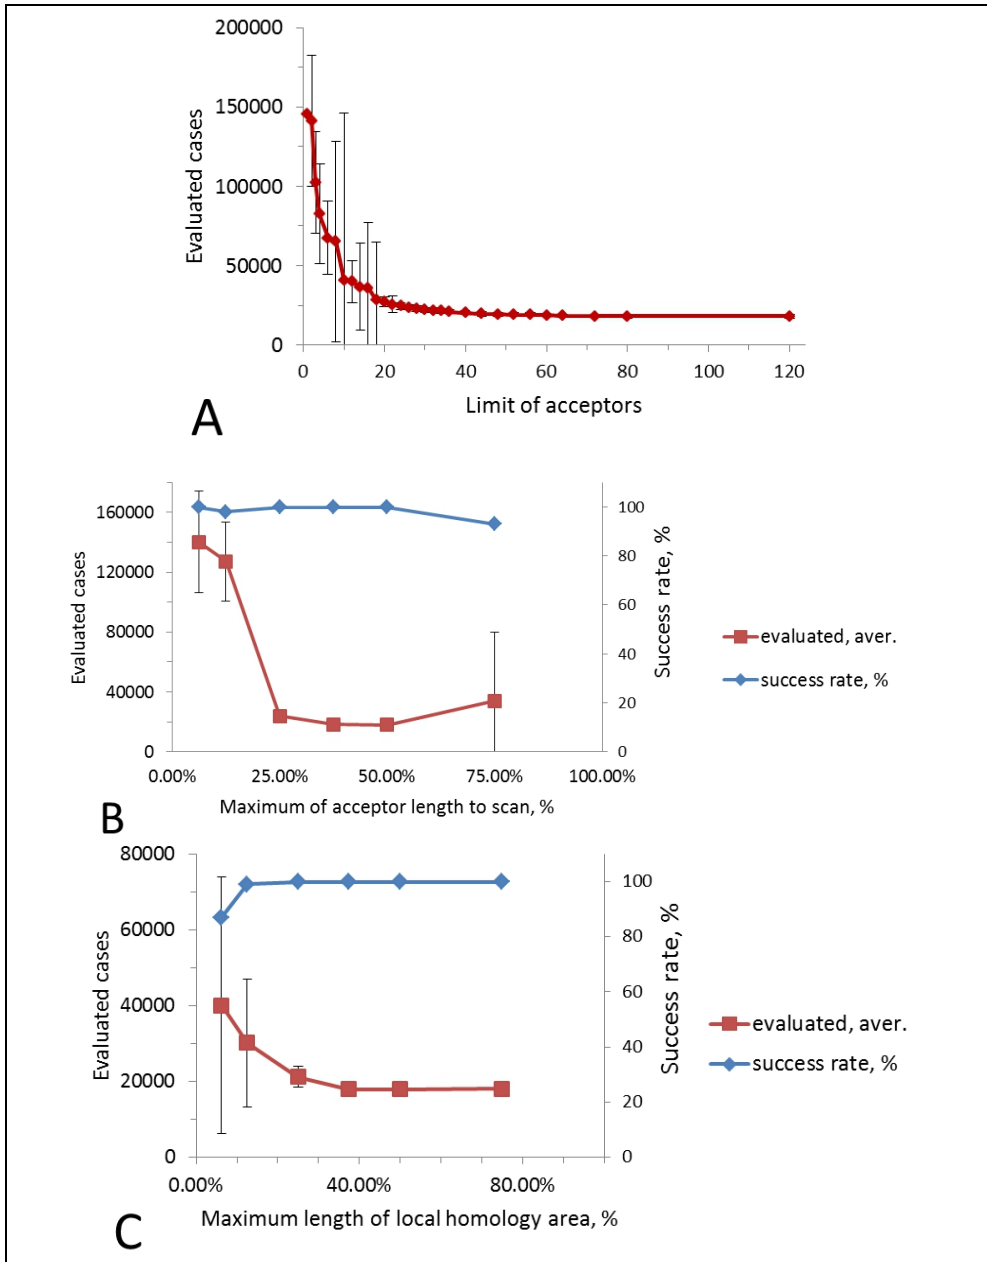 200000
150000
100000
50000
0
Evaluated cases
0 20 40 60 80 100 120
Limit of acceptors
A
160000
120000
80000
40000
0
Evaluated cases
100
80
60
40
20
0
Success rate, %
evaluated, aver.
success rate, %
0.00% 25.00% 50.00% 75.00% 100.00%
Maximum of acceptor length to scan, %
B
80000
60000
40000
20000
0
Evaluated cases
100
80
60
40
20
0
Success rate, %
evaluated, aver.
success rate, %
0.00% 40.00% 80.00%
Maximum length of local homology area, %
C